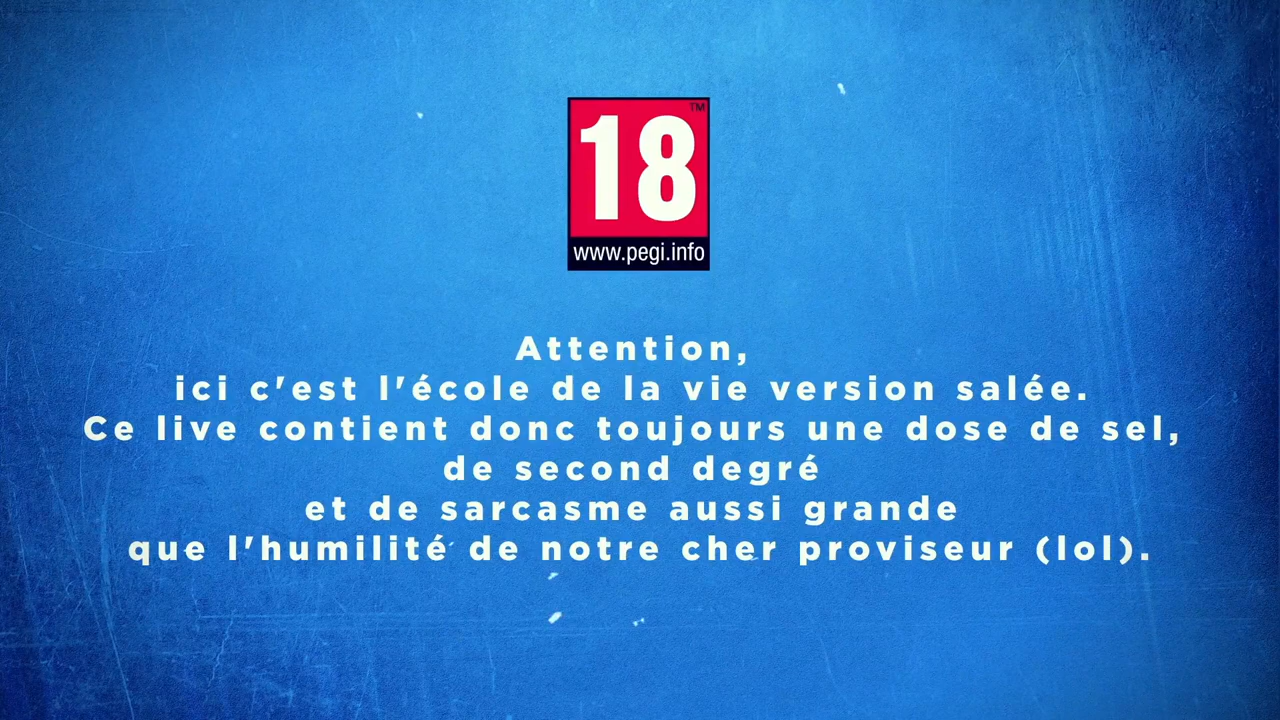 TM
18
www.pegi.info
Attention,
ici c'est l'école de la vie version salée.
Ce live contient donc toujours une dose de sel,
de second degré
et de sarcasme aussi grande
que l'humilité de notre cher proviseur (lol).